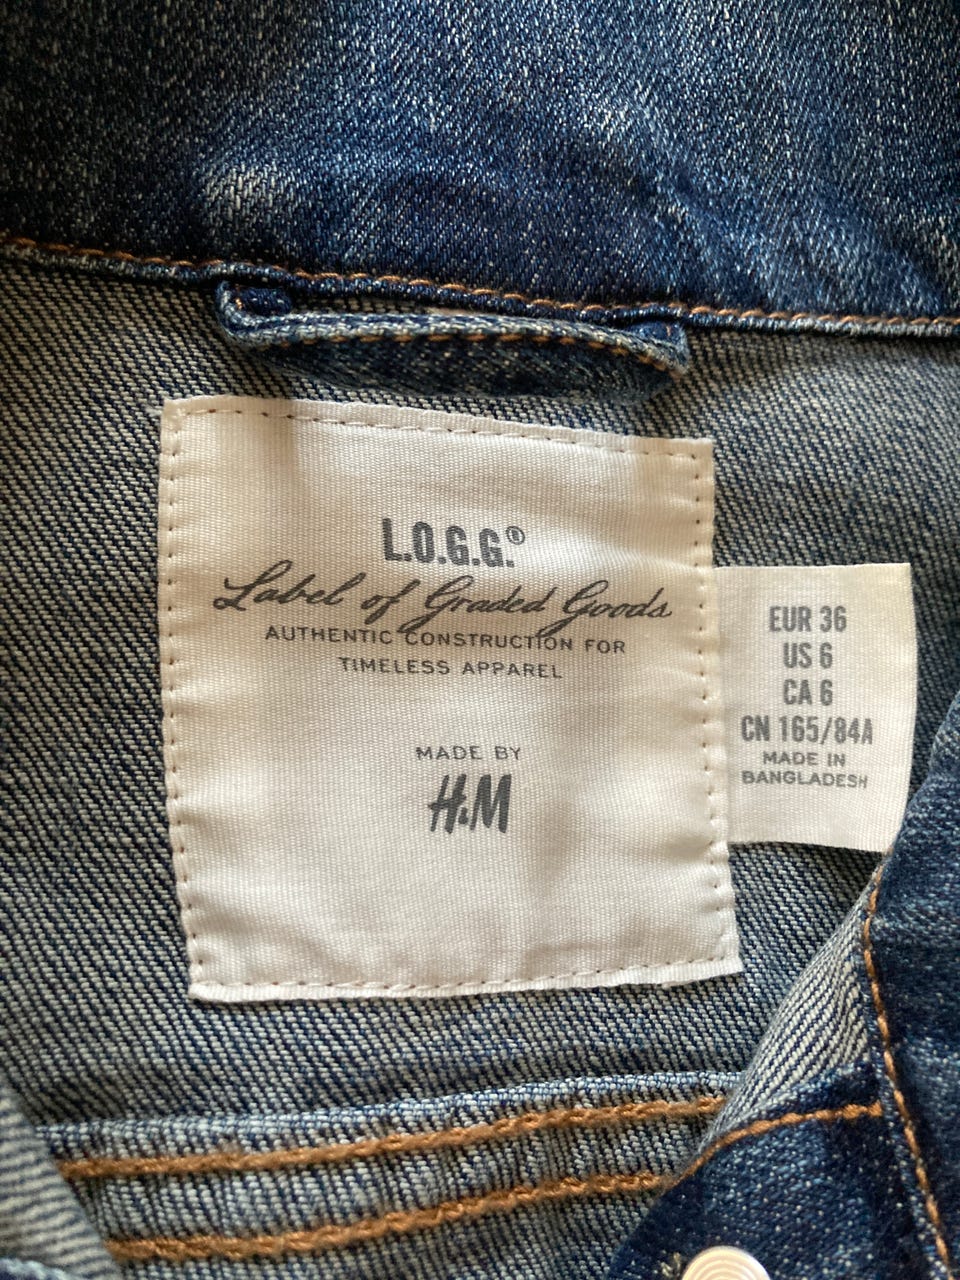 L.O.G.G.®
Label of Graded Goods
AUTHENTIC CONSTRUCTION FOR
TIMELESS APPAREL
MADE BY
H&M
EUR 36
US 6
CA 6
CN 165/84A
MADE IN
BANGLADESH